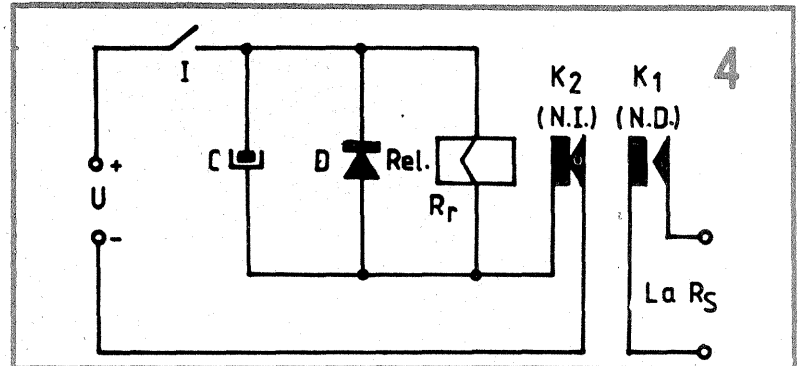 4
I
K2
K1
(N.I.)
(N.D.)
+
U
-
C
D
Rel.
Rr
La RS